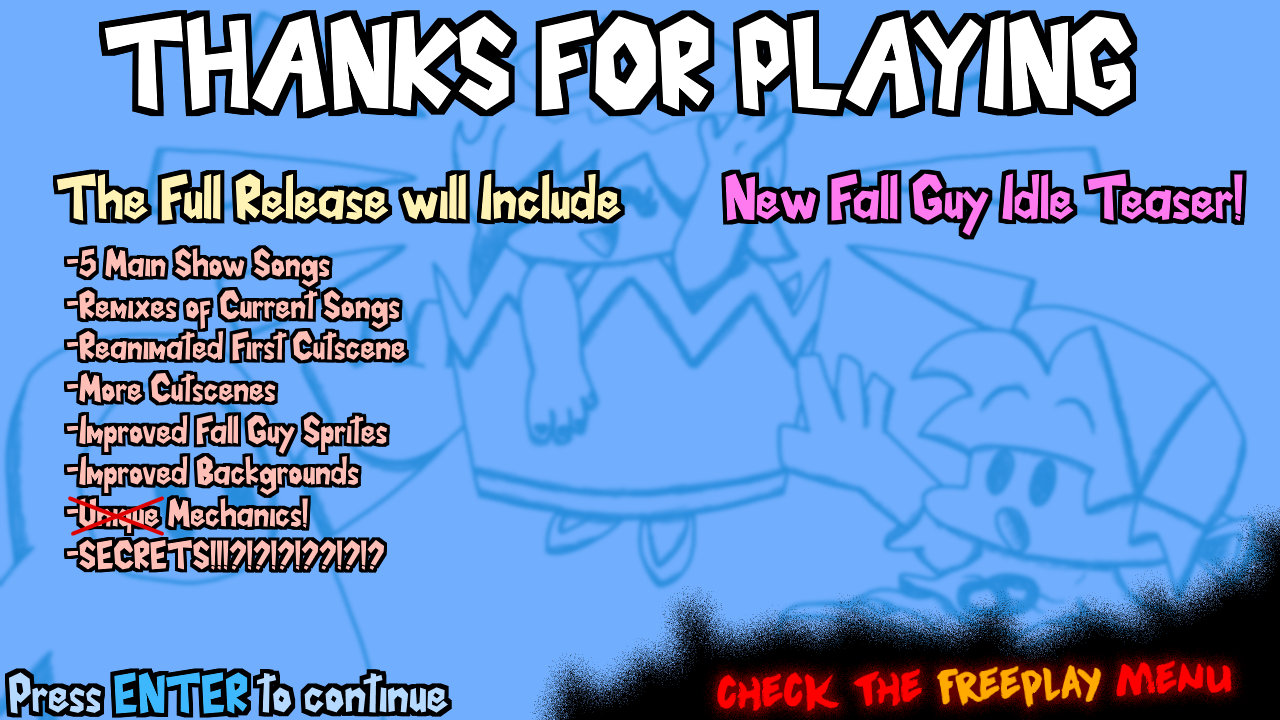 THANKS FOR PLAYING
The Full Release will Include
-5 Main Show Songs
-Remixes of Current Songs
-Reanimated First Cutscene
-More Cutscenes
-Improved Fall Guy Sprites
-Improved Backgrounds
-Unique Mechanics!
-SECRETS!!!?!?!?!??!?!?
New Fall Guy Idle Teaser!
Press ENTER to continue
CHECK THE FREEPLAY MENU